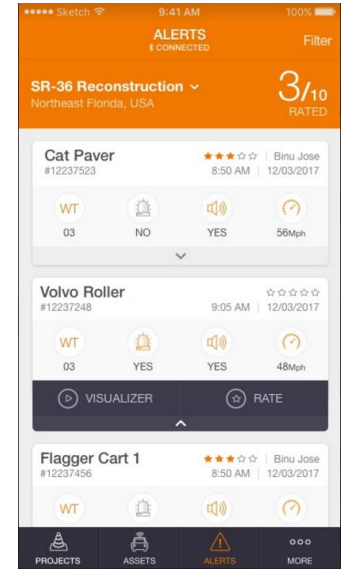 Sketch 9:41 AM 100%
ALERTS
CONNECTED
Filter
SR-36 Reconstruction
Northeast Florida, USA
3/10
RATED
Cat Paver
Binu Jose
#12237523 8:50 AM 12/03/2017
WT
03 NO YES 56Mph
Volvo Roller
#12237248 9:05 AM 12/03/2017
WT
03 YES YES 48Mph
VISUALIZER RATE
Flagger Cart 1 Binu Jose
#12237456 8:50 AM 12/03/2017
WT
PROJECTS ASSETS ALERTS MORE